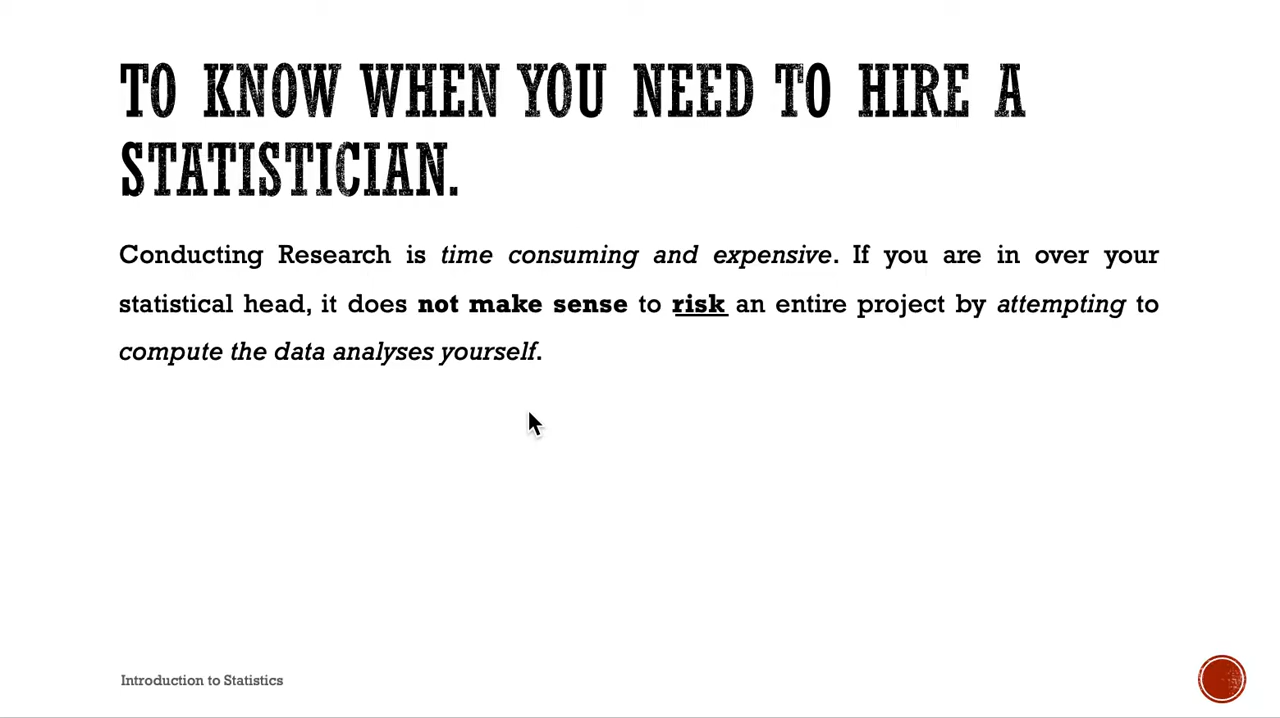 TO KNOW WHEN YOU NEED TO HIRE A
STATISTICIAN.
Conducting Research is time consuming and expensive. If you are in over your
statistical head, it does not make sense to risk an entire project by attempting to
compute the data analyses yourself.
Introduction to Statistics